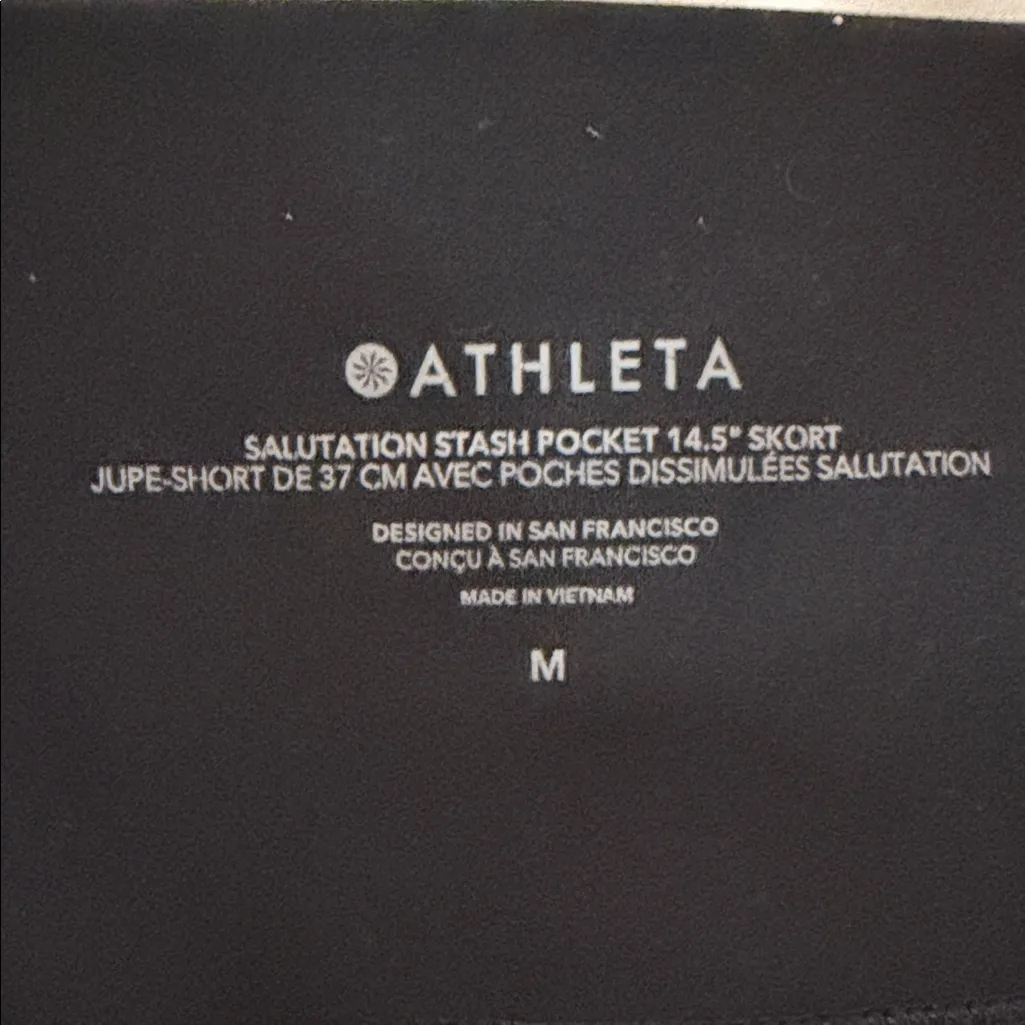 ATHLETA
SALUTATION STASH POCKET 14.5" SKORT
JUPE-SHORT DE 37 CM AVEC POCHES DISSIMULÉES SALUTATION
DESIGNED IN SAN FRANCISCO
CONÇU À SAN FRANCISCO
MADE IN VIETNAM
M